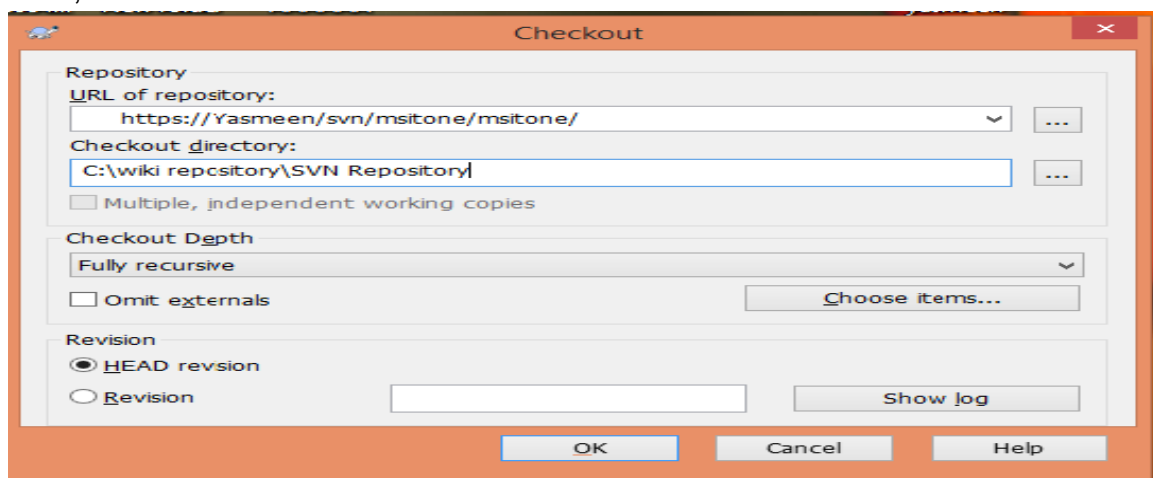 Checkout
Repository
URL of repository:
https://Yasmeen/svn/msitone/msitone/
...
Checkout directory:
C:\wiki repcsitory\SVN Repository
...
Multiple, independent working copies
Checkout Depth
Fully recursive
Omit externals
Choose items...
Revision
HEAD revsion
Revision
Show log
OK Cancel Help